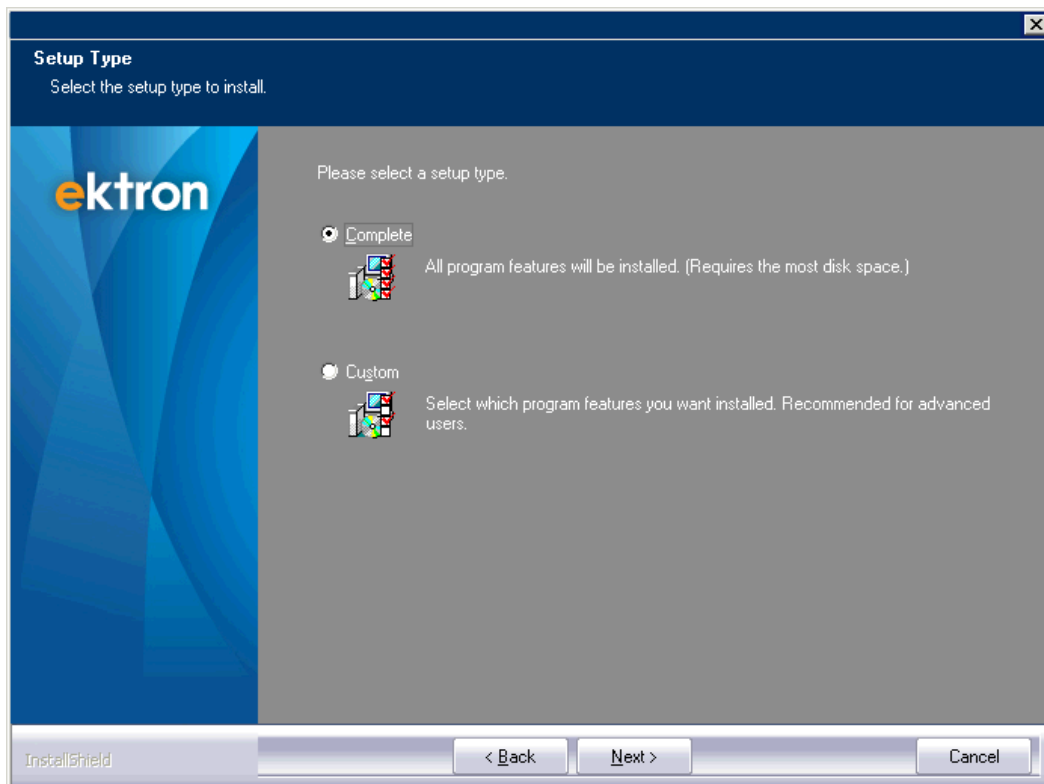 Setup Type
Select the setup type to install.
ektron
Please select a setup type.
Complete
All program features will be installed. (Requires the most disk space.)
Custom
Select which program features you want installed. Recommended for advanced
users.
InstallShield
< Back
Next >
Cancel